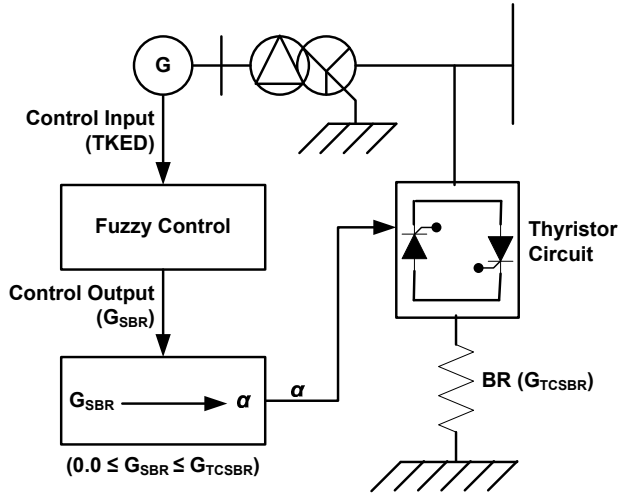 G
Control Input
(TKED)
Fuzzy Control
Thyristor
Circuit
Control Output
(GSBR)
GSBR α
α
BR (GTCSBR)
(0.0 ≤ GSBR ≤ GTCSBR)